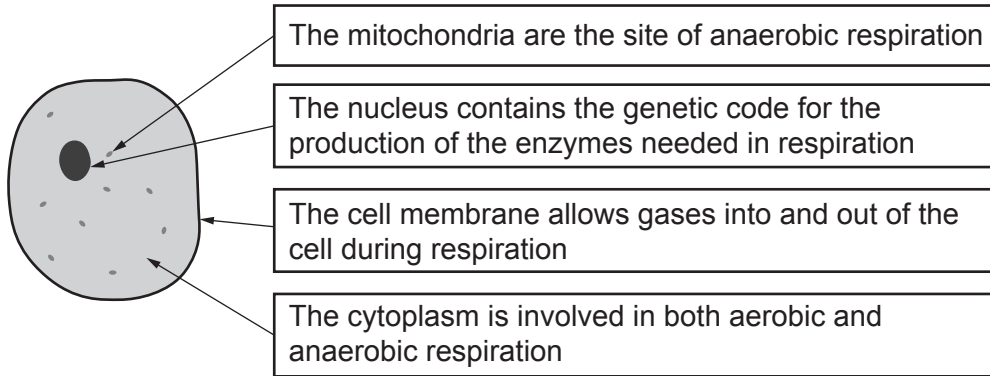 The mitochondria are the site of anaerobic respiration
The nucleus contains the genetic code for the
production of the enzymes needed in respiration
The cell membrane allows gases into and out of the
cell during respiration
The cytoplasm is involved in both aerobic and
anaerobic respiration